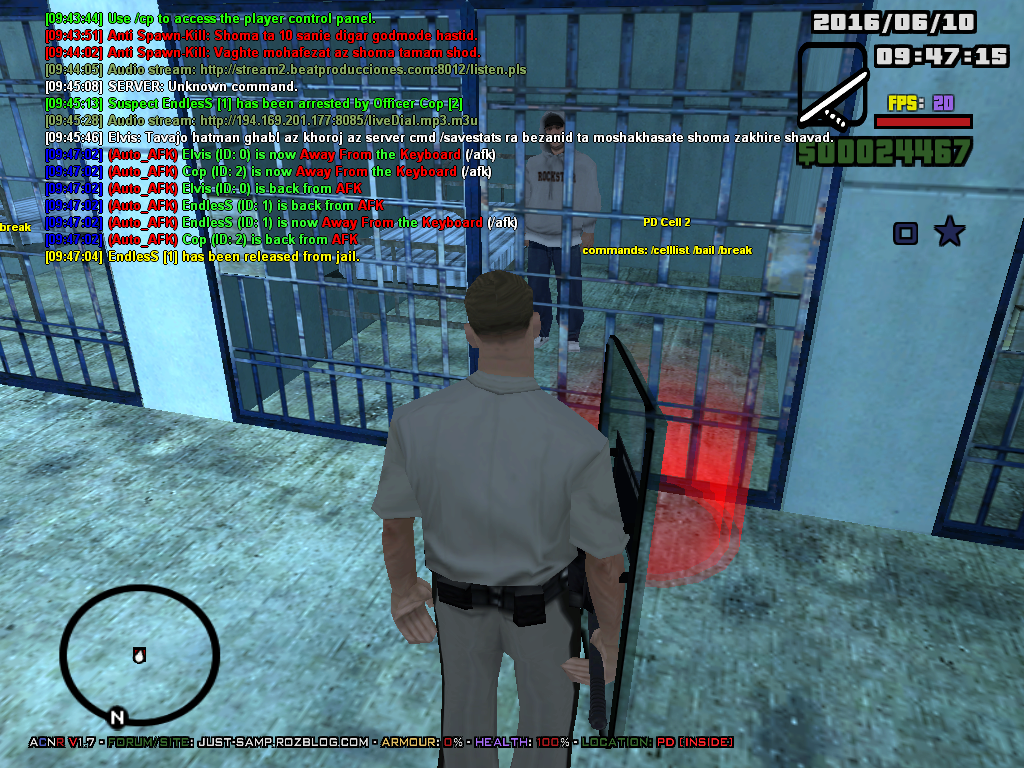 [09:43:44] Use /cp to access the player control panel.
[09:43:51] Anti Spawn-Kill: Shoma ta 10 sanie digar godmode hastid.
[09:44:02] Anti Spawn-Kill: Vaghte mohafezat az shoma tamam shod.
[09:44:05] Audio stream: http://stream2.beatproducciones.com:8012/listen.pls
[09:45:08] SERVER: Unknown command.
[09:45:13] Suspect EndlesS [1] has been arrested by Officer Cop [2]
[09:45:28] Audio stream: http://194.169.201.177:8085/liveDial.mp3.m3u
[09:45:46] Elvis: Tavajo hatman ghabl az khoroj az server cmd /savestats ra bezanid ta moshakhasate shoma zakhire shavad.
[09:47:02] (Auto_AFK) Elvis (ID: 0) is now Away From the Keyboard (/afk)
[09:47:02] (Auto_AFK) Cop (ID: 2) is now Away From the Keyboard (/afk)
[09:47:02] (Auto_AFK) Elvis (ID: 0) is back from AFK
[09:47:02] (Auto_AFK) EndlesS (ID: 1) is back from AFK
[09:47:02] (Auto_AFK) EndlesS (ID: 1) is now Away From the Keyboard (/afk)
[09:47:02] (Auto_AFK) Cop (ID: 2) is back from AFK
[09:47:04] EndlesS [1] has been released from jail.
2016/06/10
09:47:15
FPS: 20
$00024467
break
PD Cell 2
commands: /celllist /bail /break
N
ACNR V1.7 - FORUM/SITE: JUST-SAMP.ROZBLOG.COM - ARMOUR: 0% - HEALTH: 100% - LOCATION: PD [INSIDE]